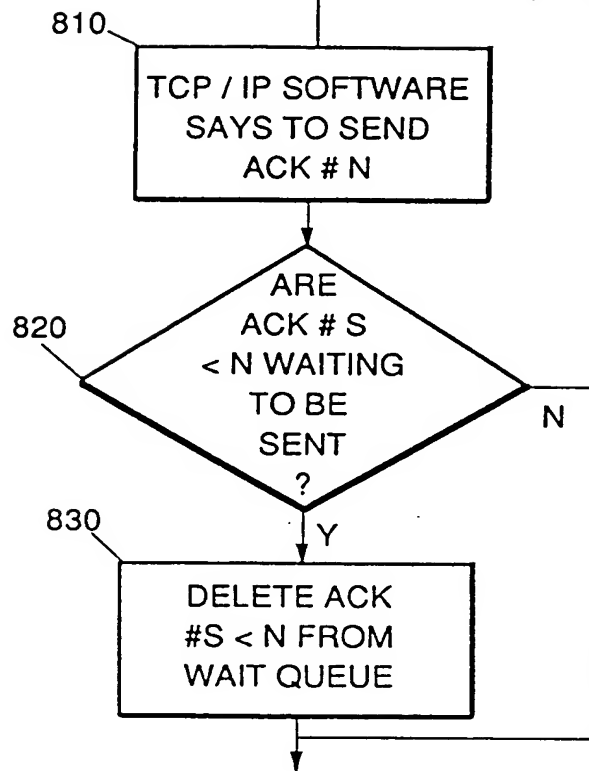 810
TCP / IP SOFTWARE
SAYS TO SEND
ACK # N
820
ARE
ACK # S
< N WAITING
TO BE
SENT
?
N
Y
830
DELETE ACK
#S < N FROM
WAIT QUEUE